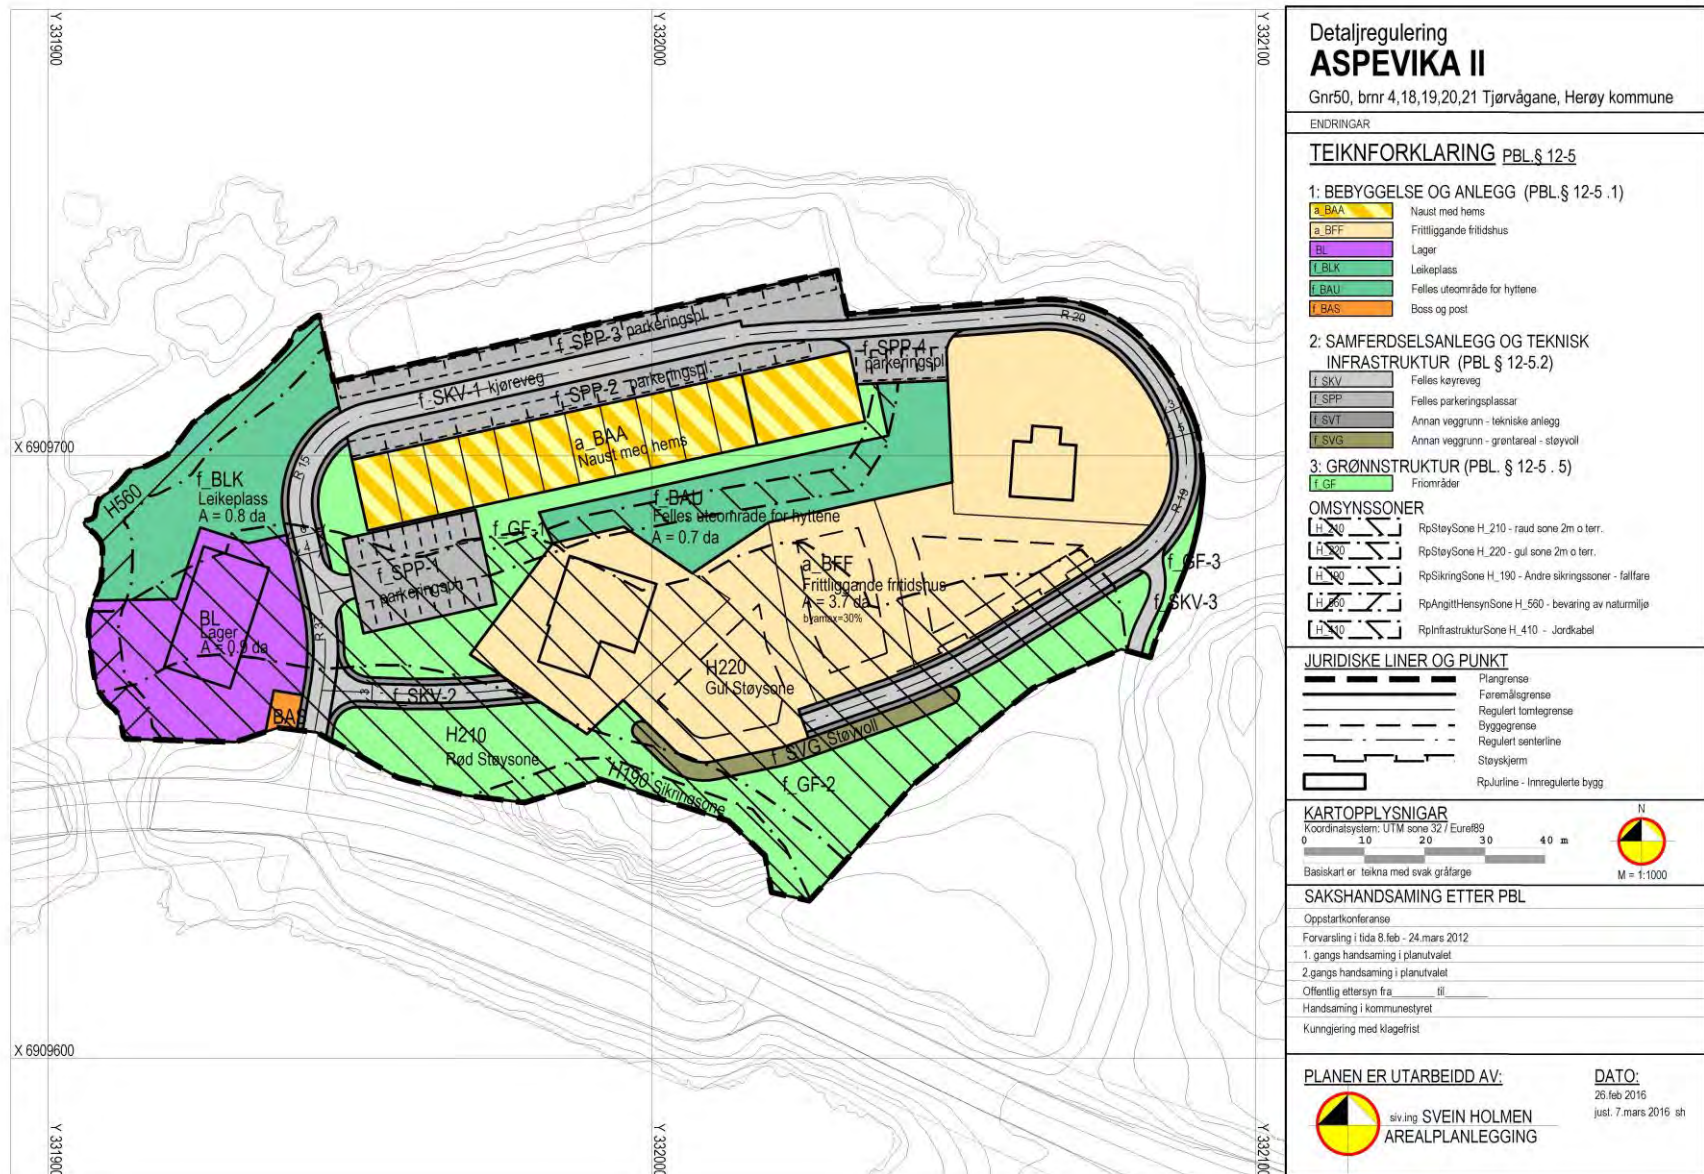 Y 331900
Y 332000
Y 332100
X 6909700
X 6909600
Y 331900
Y 332000
Y 332100
f_SPP-3 parkeringspl.
f_SKV-1 kjøreveg
f_SPP-2 parkeringspl.
f_SPP-4
parkeringspl
R 20
a_BAA
Naust med hems
R 15
H560
f_BLK
Leikeplass
A = 0.8 da
f_BAU
Felles uteområde for hyttene
A = 0.7 da
f_GF-1
R 19
f_SPP-1
parkeringspl
a_BFF
Frittliggande fritidshus
A = 3.7 da
byamax=30%
f_GF-3
f_SKV-3
BL
Lager
A = 0.9 da
H220
Gul Støysone
3
f_SKV-2
BAS
H210
Rød Støysone
f_SVG Støyvoll
H190 Sikringsone
f_GF-2
Detaljregulering
ASPEVIKA II
Gnr50, brnr 4,18,19,20,21 Tjørvågane, Herøy kommune
ENDRINGAR
TEIKNFORKLARING PBL.§ 12-5
1: BEBYGGELSE OG ANLEGG (PBL.§ 12-5 .1)
a_BAA Naust med hems
a_BFF Frittliggande fritidshus
BL Lager
f_BLK Leikeplass
f_BAU Felles uteområde for hyttene
f_BAS Boss og post
2: SAMFERDSELSANLEGG OG TEKNISK
INFRASTRUKTUR (PBL § 12-5.2)
f_SKV Felles køyreveg
f_SPP Felles parkeringsplassar
f_SVT Annan veggrunn - tekniske anlegg
f_SVG Annan veggrunn - grøntareal - støyvoll
3: GRØNNSTRUKTUR (PBL. § 12-5 . 5)
f_GF Friområder
OMSYNSSONER
H_210 RpStøySone H_210 - raud sone 2m o terr.
H_220 RpStøySone H_220 - gul sone 2m o terr.
H_190 RpSikringSone H_190 - Andre sikringssoner - fallfare
H_560 RpAngittHensynSone H_560 - bevaring av naturmiljø
H_410 RpInfrastrukturSone H_410 - Jordkabel
JURIDISKE LINER OG PUNKT
Plangrense
Føremålsgrense
Regulert tomtegrense
Byggegrense
Regulert senterline
Støyskjerm
RpJurline - Innregulerte bygg
KARTOPPLYSNIGAR
Koordinatsystem: UTM sone 32 / Euref89
0 10 20 30 40 m
Basiskart er teikna med svak gråfarge
N
M = 1:1000
SAKSHANDSAMING ETTER PBL
Oppstartkonferanse
Forvarsling i tida 8.feb - 24.mars 2012
1. gangs handsaming i planutvalet
2.gangs handsaming i planutvalet
Offentlig ettersyn fra_______ til_______
Handsaming i kommunestyret
Kunngjering med klagefrist
PLANEN ER UTARBEIDD AV:
siv.ing SVEIN HOLMEN
AREALPLANLEGGING
DATO:
26.feb 2016
just. 7.mars 2016 sh